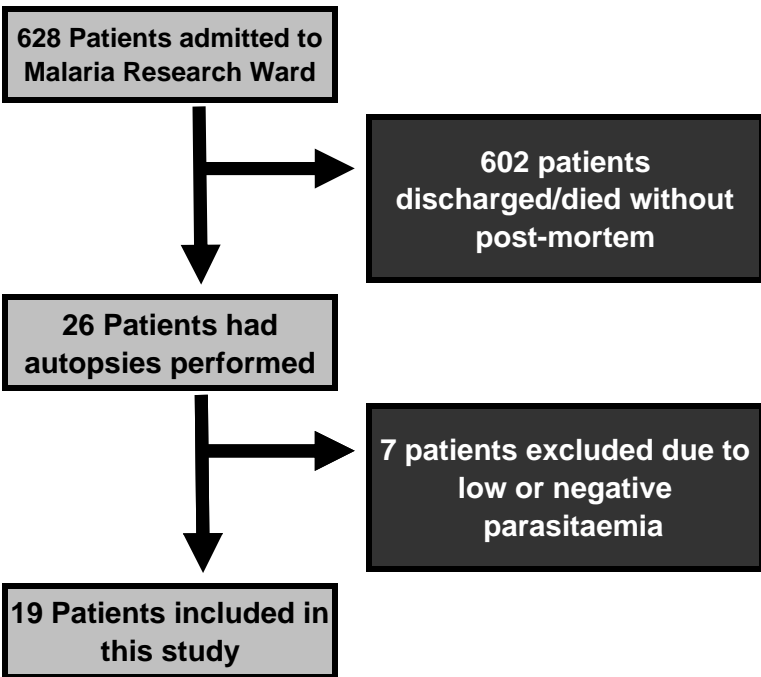 628 Patients admitted to
Malaria Research Ward
602 patients
discharged/died without
post-mortem
26 Patients had
autopsies performed
7 patients excluded due to
low or negative
parasitaemia
19 Patients included in
this study